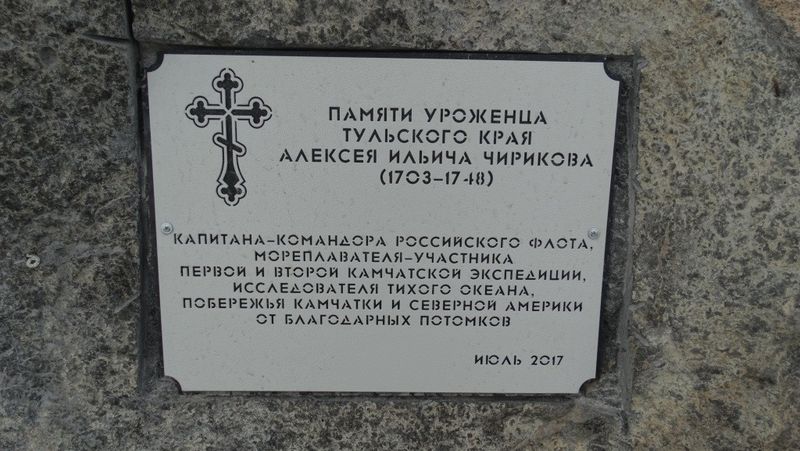 ПАМЯТИ УРОЖЕНЦА
ТУЛЬСКОГО КРАЯ
АЛЕКСЕЯ ИЛЬИЧА ЧИРИКОВА
(1703-1748)
КАПИТАНА-КОМАНДОРА РОССИЙСКОГО ФЛОТА,
МОРЕПЛАВАТЕЛЯ-УЧАСТНИКА
ПЕРВОЙ И ВТОРОЙ КАМЧАТСКОЙ ЭКСПЕДИЦИИ,
ИССЛЕДОВАТЕЛЯ ТИХОГО ОКЕАНА,
ПОБЕРЕЖЬЯ КАМЧАТКИ И СЕВЕРНОЙ АМЕРИКИ
ОТ БЛАГОДАРНЫХ ПОТОМКОВ
ИЮЛЬ 2017